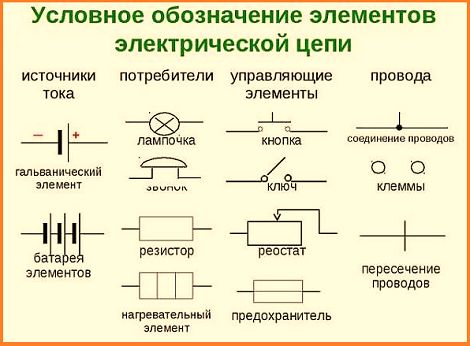 Условное обозначение элементов
электрической цепи
источники
тока
потребители
управляющие
элементы
провода
− +
гальванический
элемент
лампочка
кнопка
соединение проводов
звонок
ключ
клеммы
батарея
элементов
резистор
реостат
пересечение
проводов
нагревательный
элемент
предохранитель